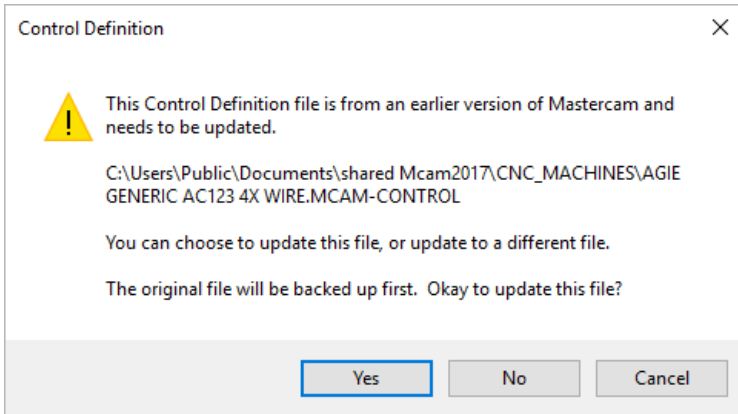 Control Definition
This Control Definition file is from an earlier version of Mastercam and
needs to be updated.
C:\Users\Public\Documents\shared Mcam2017\CNC_MACHINES\AGIE
GENERIC AC123 4X WIRE.MCAM-CONTROL
You can choose to update this file, or update to a different file.
The original file will be backed up first.  Okay to update this file?
Yes
No
Cancel